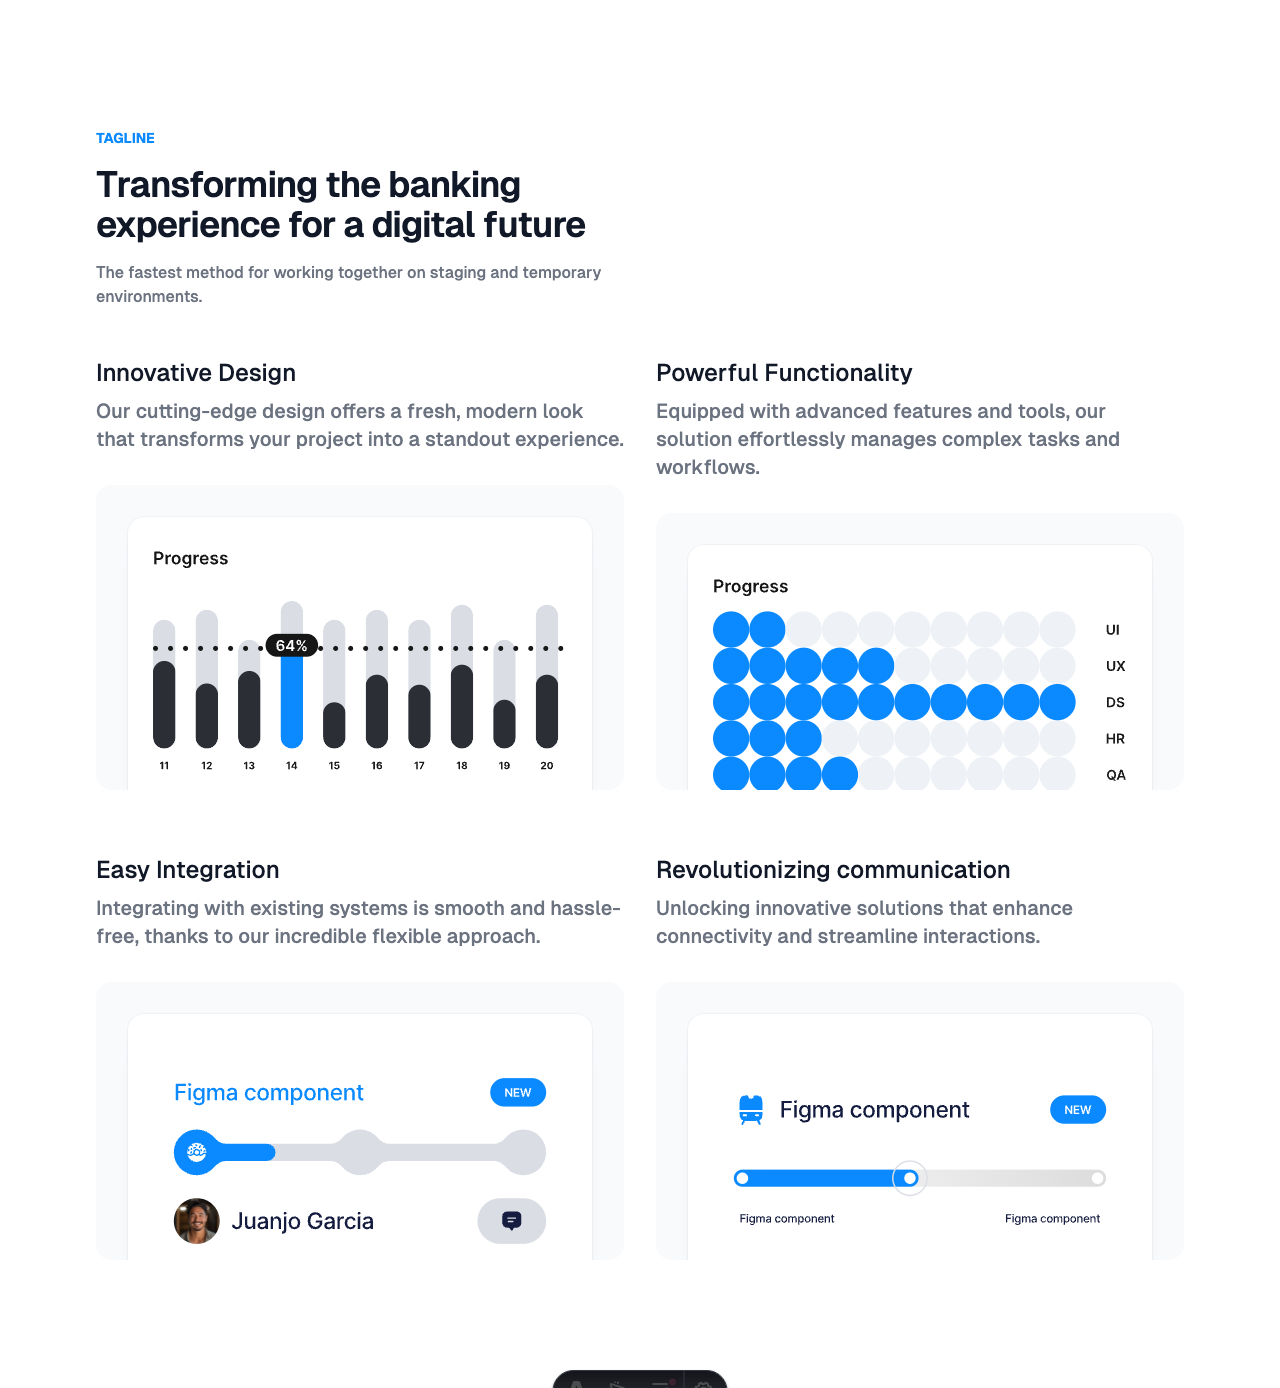 TAGLINE
Transforming the banking
experience for a digital future
The fastest method for working together on staging and temporary
environments.
Innovative Design
Our cutting-edge design offers a fresh, modern look
that transforms your project into a standout experience.
Progress
64%
11 12 13 14 15 16 17 18 19 20
Powerful Functionality
Equipped with advanced features and tools, our
solution effortlessly manages complex tasks and
workflows.
Progress
UI
UX
DS
HR
QA
Easy Integration
Integrating with existing systems is smooth and hassle-
free, thanks to our incredible flexible approach.
Figma component NEW
Juanjo Garcia
Revolutionizing communication
Unlocking innovative solutions that enhance
connectivity and streamline interactions.
Figma component NEW
Figma component Figma component